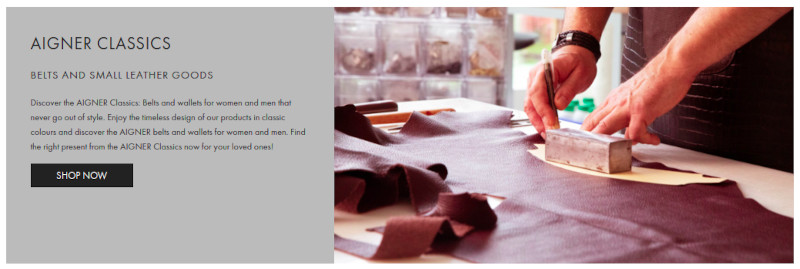 AIGNER CLASSICS
BELTS AND SMALL LEATHER GOODS
Discover the AIGNER Classics: Belts and wallets for women and men that
never go out of style. Enjoy the timeless design of our products in classic
colours and discover the AIGNER belts and wallets for women and men. Find
the right present from the AIGNER Classics now for your loved ones!
SHOP NOW